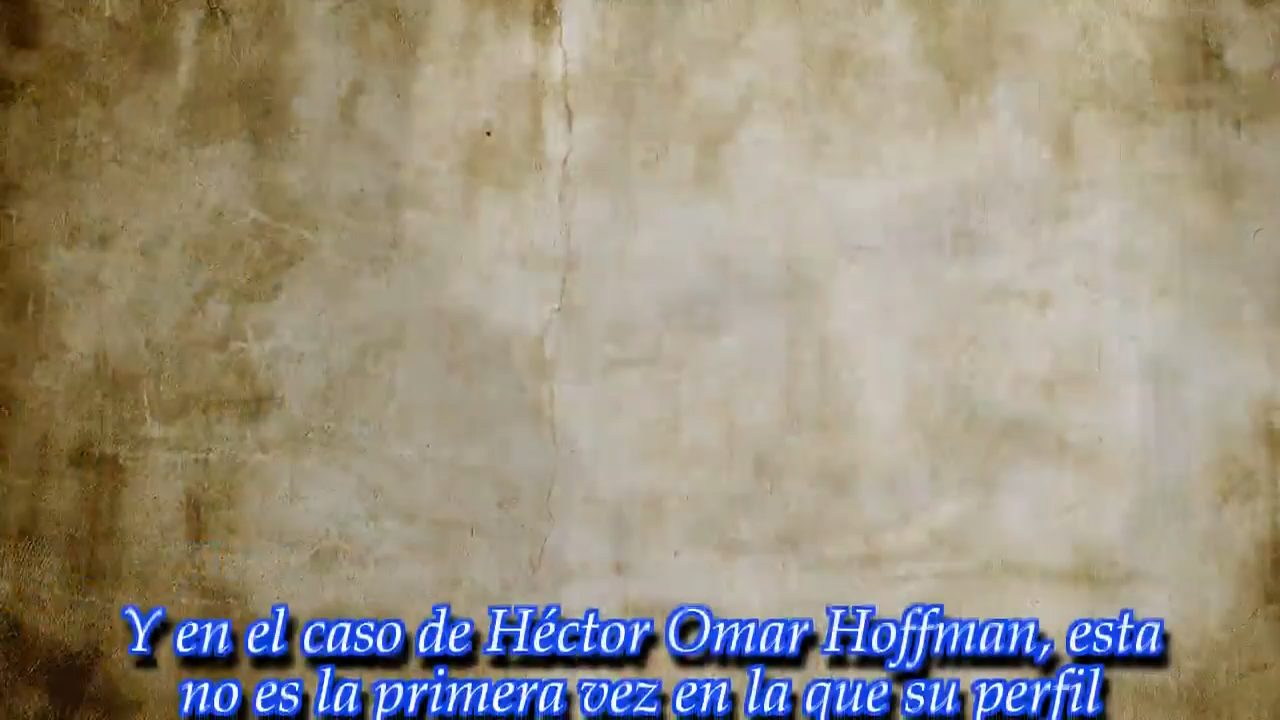 Y en el caso de Héctor Omar Hoffman, esta
no es la primera vez en la que su perfil